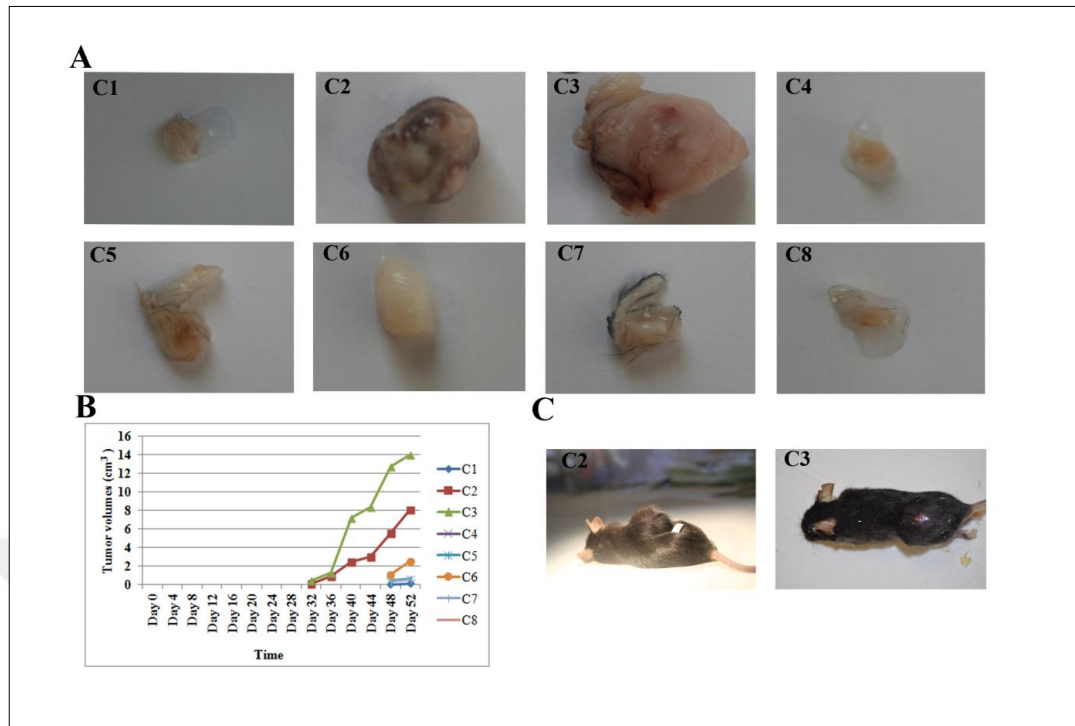 A
C1
C2
C3
C4
C5
C6
C7
C8
B
Tumor volumes (cm³)
16
14
12
10
8
6
4
2
0
Day 0
Day 4
Day 8
Day 12
Day 16
Day 20
Day 24
Day 28
Day 32
Day 36
Day 40
Day 44
Day 48
Day 52
Time
C1
C2
C3
C4
C5
C6
C7
C8
C
C2
C3